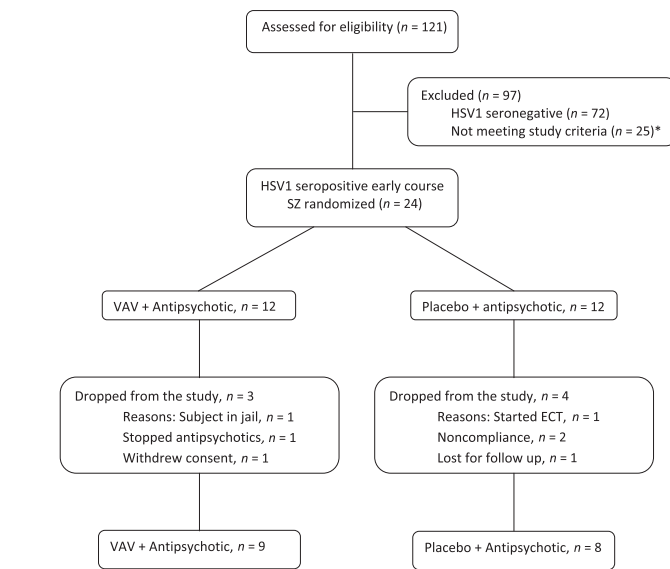 Assessed for eligibility (n = 121)
Excluded (n = 97)
HSV1 seronegative (n = 72)
Not meeting study criteria (n = 25)*
HSV1 seropositive early course
SZ randomized (n = 24)
VAV + Antipsychotic, n = 12
Placebo + antipsychotic, n = 12
Dropped from the study, n = 3
Reasons: Subject in jail, n = 1
Stopped antipsychotics, n = 1
Withdrew consent, n = 1
Dropped from the study, n = 4
Reasons: Started ECT, n = 1
Noncompliance, n = 2
Lost for follow up, n = 1
VAV + Antipsychotic, n = 9
Placebo + Antipsychotic, n = 8